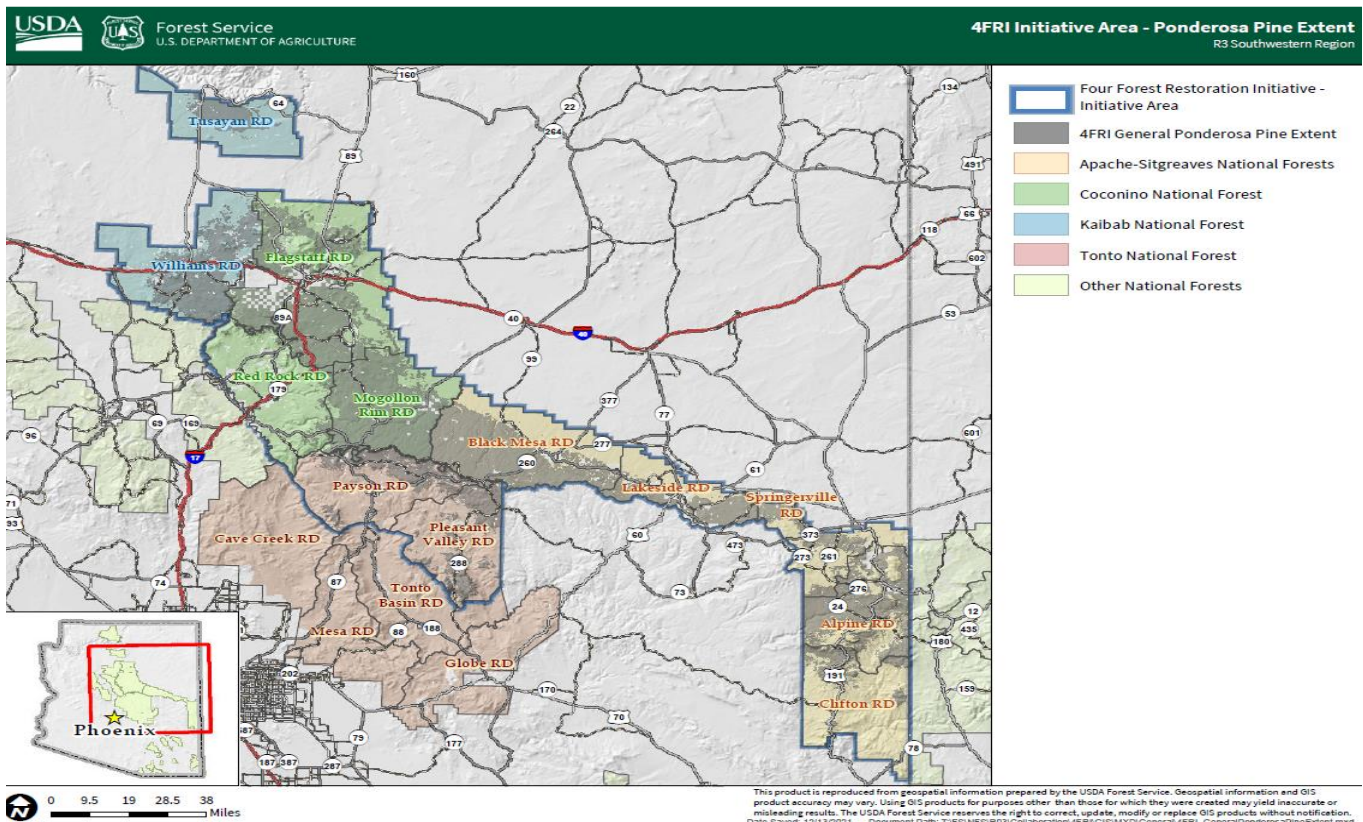 USDA
UAS
Forest Service
U.S. DEPARTMENT OF AGRICULTURE
4FRI Initiative Area - Ponderosa Pine Extent
R3 Southwestern Region
Four Forest Restoration Initiative -
Initiative Area
4FRI General Ponderosa Pine Extent
Apache-Sitgreaves National Forests
Coconino National Forest
Kaibab National Forest
Tonto National Forest
Other National Forests
160
134
64
22
Tusayan RD
264
89
491
66
118
Flagstaff RD
602
Williams RD
53
89A
40
40
99
Red Rock RD
179
Mogollon
Rim RD
377
77
69
169
96
601
17
Black Mesa RD
277
260
61
Payson RD
Lakeside RD
Springerville
RD
71
93
Pleasant
Valley RD
Cave Creek RD
60
473
373
273
261
288
74
87
73
276
Tonto
Basin RD
24
12
435
Alpine RD
Mesa RD
88
188
180
Globe RD
202
191
170
159
Clifton RD
70
Phoenix
79
177
78
187
387
287
N
0 9.5 19 28.5 38
Miles
This product is reproduced from geospatial information prepared by the USDA Forest Service. Geospatial information and GIS
product accuracy may vary. Using GIS products for purposes other than those for which they were created may yield inaccurate or
misleading results. The USDA Forest Service reserves the right to correct, update, modify or replace GIS products without notification.